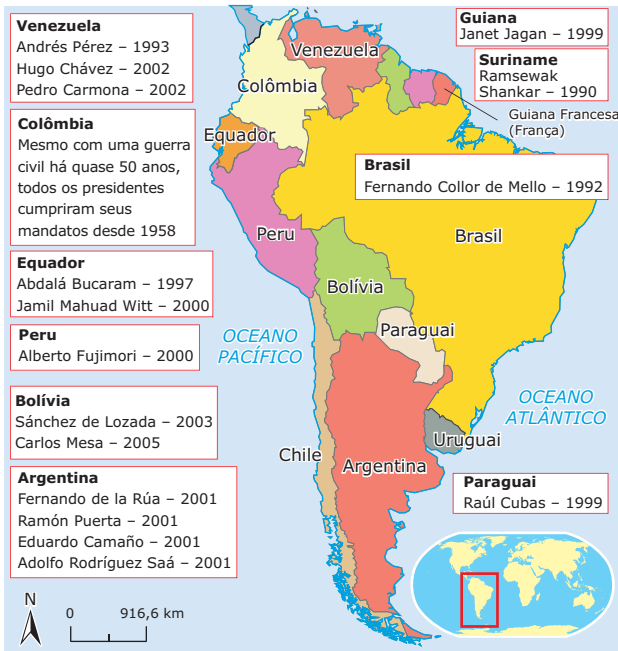 Venezuela
Andrés Pérez – 1993
Hugo Chávez – 2002
Pedro Carmona – 2002
Colômbia
Mesmo com uma guerra
civil há quase 50 anos,
todos os presidentes
cumpriram seus
mandatos desde 1958
Equador
Abdalá Bucaram – 1997
Jamil Mahuad Witt – 2000
Peru
Alberto Fujimori – 2000
Bolívia
Sánchez de Lozada – 2003
Carlos Mesa – 2005
Argentina
Fernando de la Rúa – 2001
Ramón Puerta – 2001
Eduardo Camaño – 2001
Adolfo Rodríguez Saá – 2001
N
0 916,6 km
Venezuela
Colômbia
Equador
Peru
Brasil
Bolívia
Paraguai
Chile
Argentina
Uruguai
OCEANO
PACÍFICO
OCEANO
ATLÂNTICO
Guiana
Janet Jagan – 1999
Suriname
Ramsewak
Shankar – 1990
Guiana Francesa
(França)
Brasil
Fernando Collor de Mello – 1992
Paraguai
Raúl Cubas – 1999